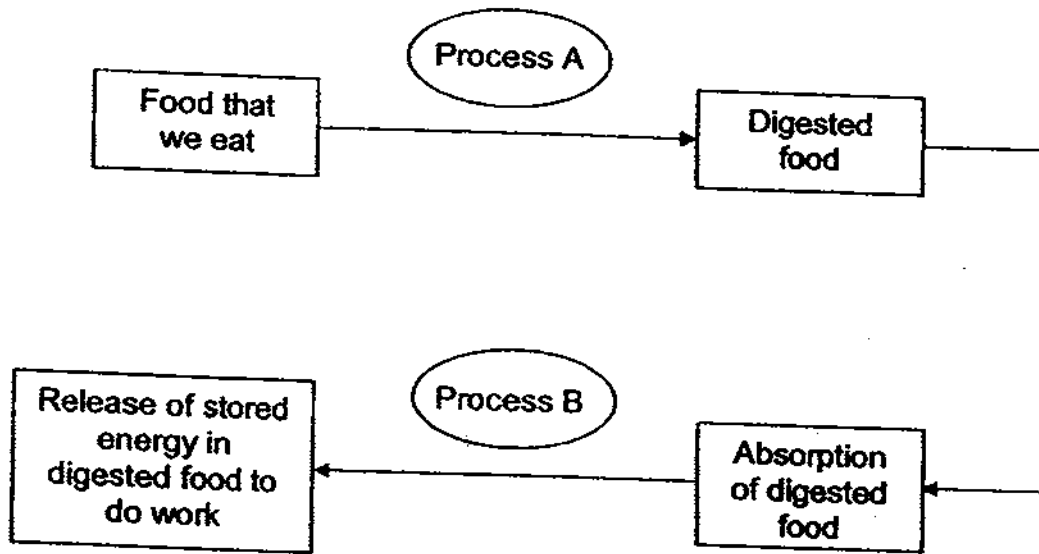 Process A
Food that
we eat
Digested
food
Process B
Release of stored
energy in
digested food to
do work
Absorption
of digested
food